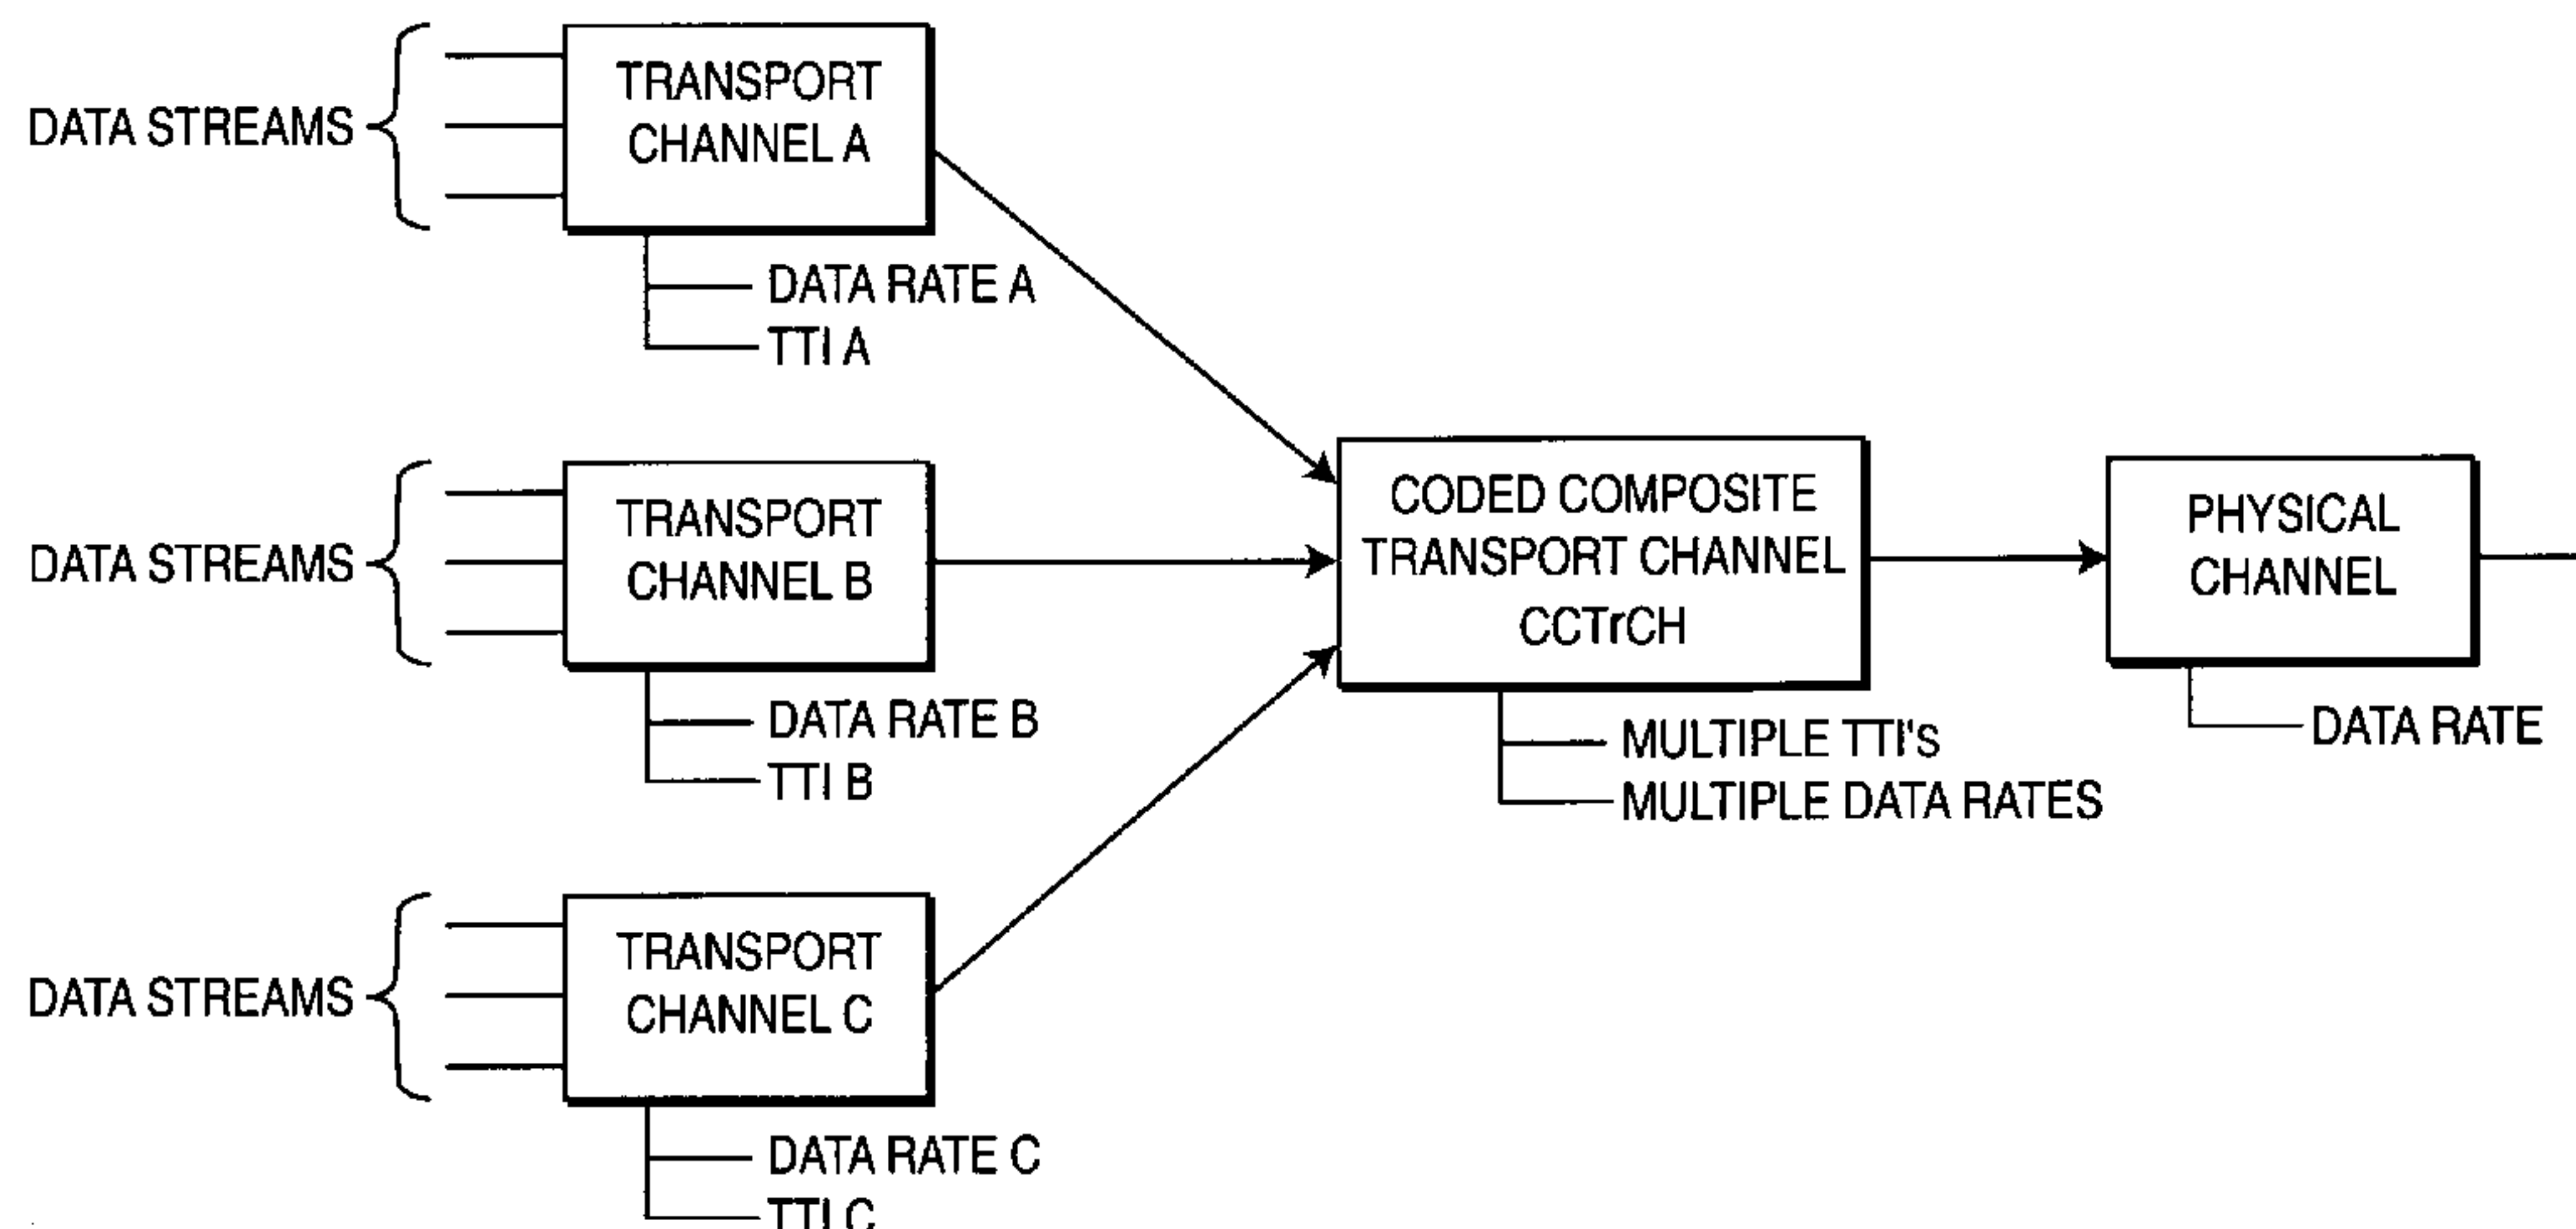 DATA STREAMS
TRANSPORT
CHANNEL A
DATA RATE A
TTI A
DATA STREAMS
TRANSPORT
CHANNEL B
DATA RATE B
TTI B
DATA STREAMS
TRANSPORT
CHANNEL C
DATA RATE C
TTI C
CODED COMPOSITE
TRANSPORT CHANNEL
CCTrCH
MULTIPLE TTI's
MULTIPLE DATA RATES
PHYSICAL
CHANNEL
DATA RATE